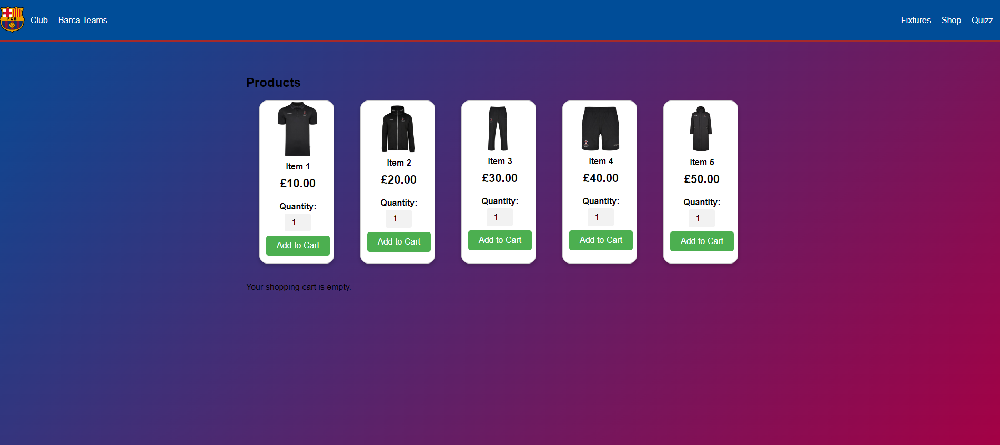 FCB
Club Barca Teams Fixtures Shop Quizz
Products
Item 1 Item 2 Item 3 Item 4 Item 5
£10.00 £20.00 £30.00 £40.00 £50.00
Quantity: Quantity: Quantity: Quantity: Quantity:
1 1 1 1 1
Add to Cart Add to Cart Add to Cart Add to Cart Add to Cart
Your shopping cart is empty.